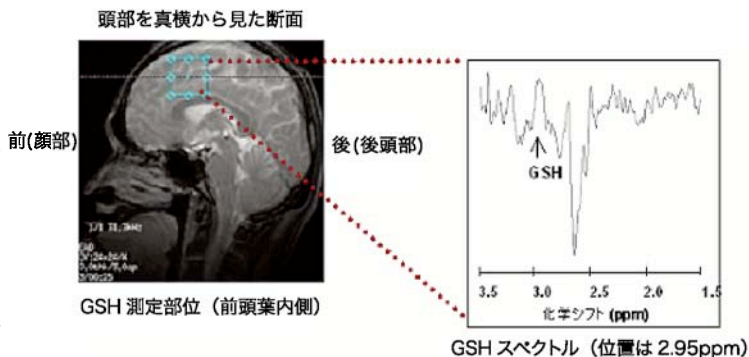 頭部を真横から見た断面
前(顔部)
後(後頭部)
GSH 測定部位（前頭葉内側）
GSH
3.5 3.0 2.5 2.0 1.5
化学シフト (ppm)
GSH スペクトル（位置は 2.95ppm）